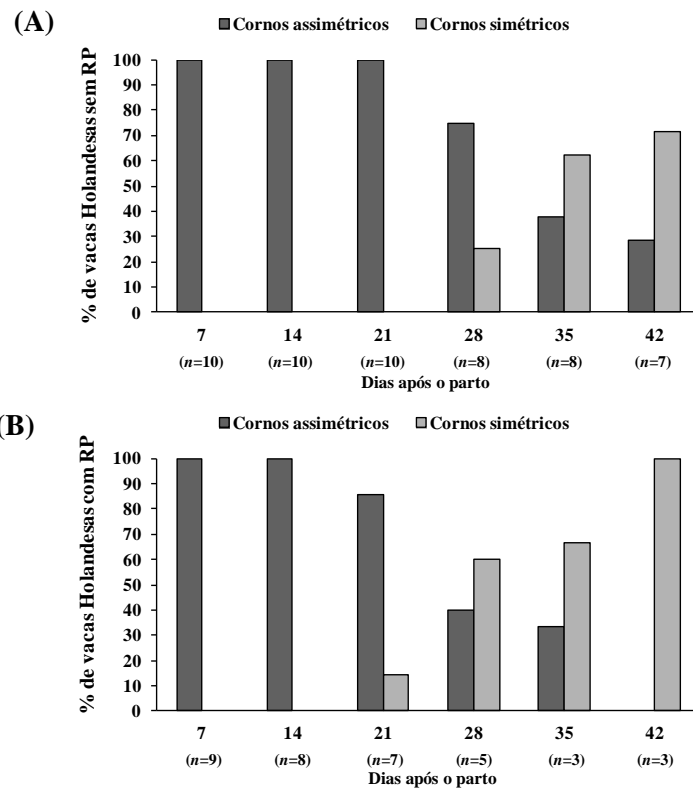 (A)
Cornos assimétricos Cornos simétricos
% de vacas Holandesas sem RP
100
90
80
70
60
50
40
30
20
10
0
7 14 21 28 35 42
(n=10) (n=10) (n=10) (n=8) (n=8) (n=7)
Dias após o parto
(B)
Cornos assimétricos Cornos simétricos
% de vacas Holandesas com RP
100
90
80
70
60
50
40
30
20
10
0
7 14 21 28 35 42
(n=9) (n=8) (n=7) (n=5) (n=3) (n=3)
Dias após o parto